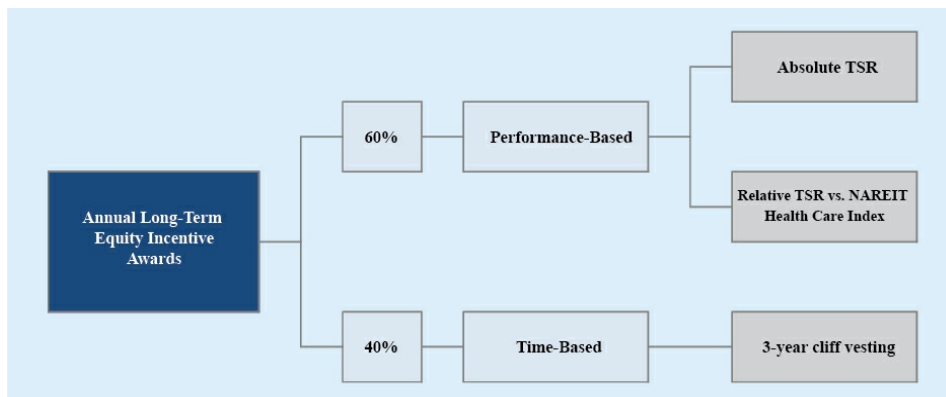 Annual Long-Term
Equity Incentive
Awards
60%
Performance-Based
Absolute TSR
Relative TSR vs. NAREIT
Health Care Index
40%
Time-Based
3-year cliff vesting